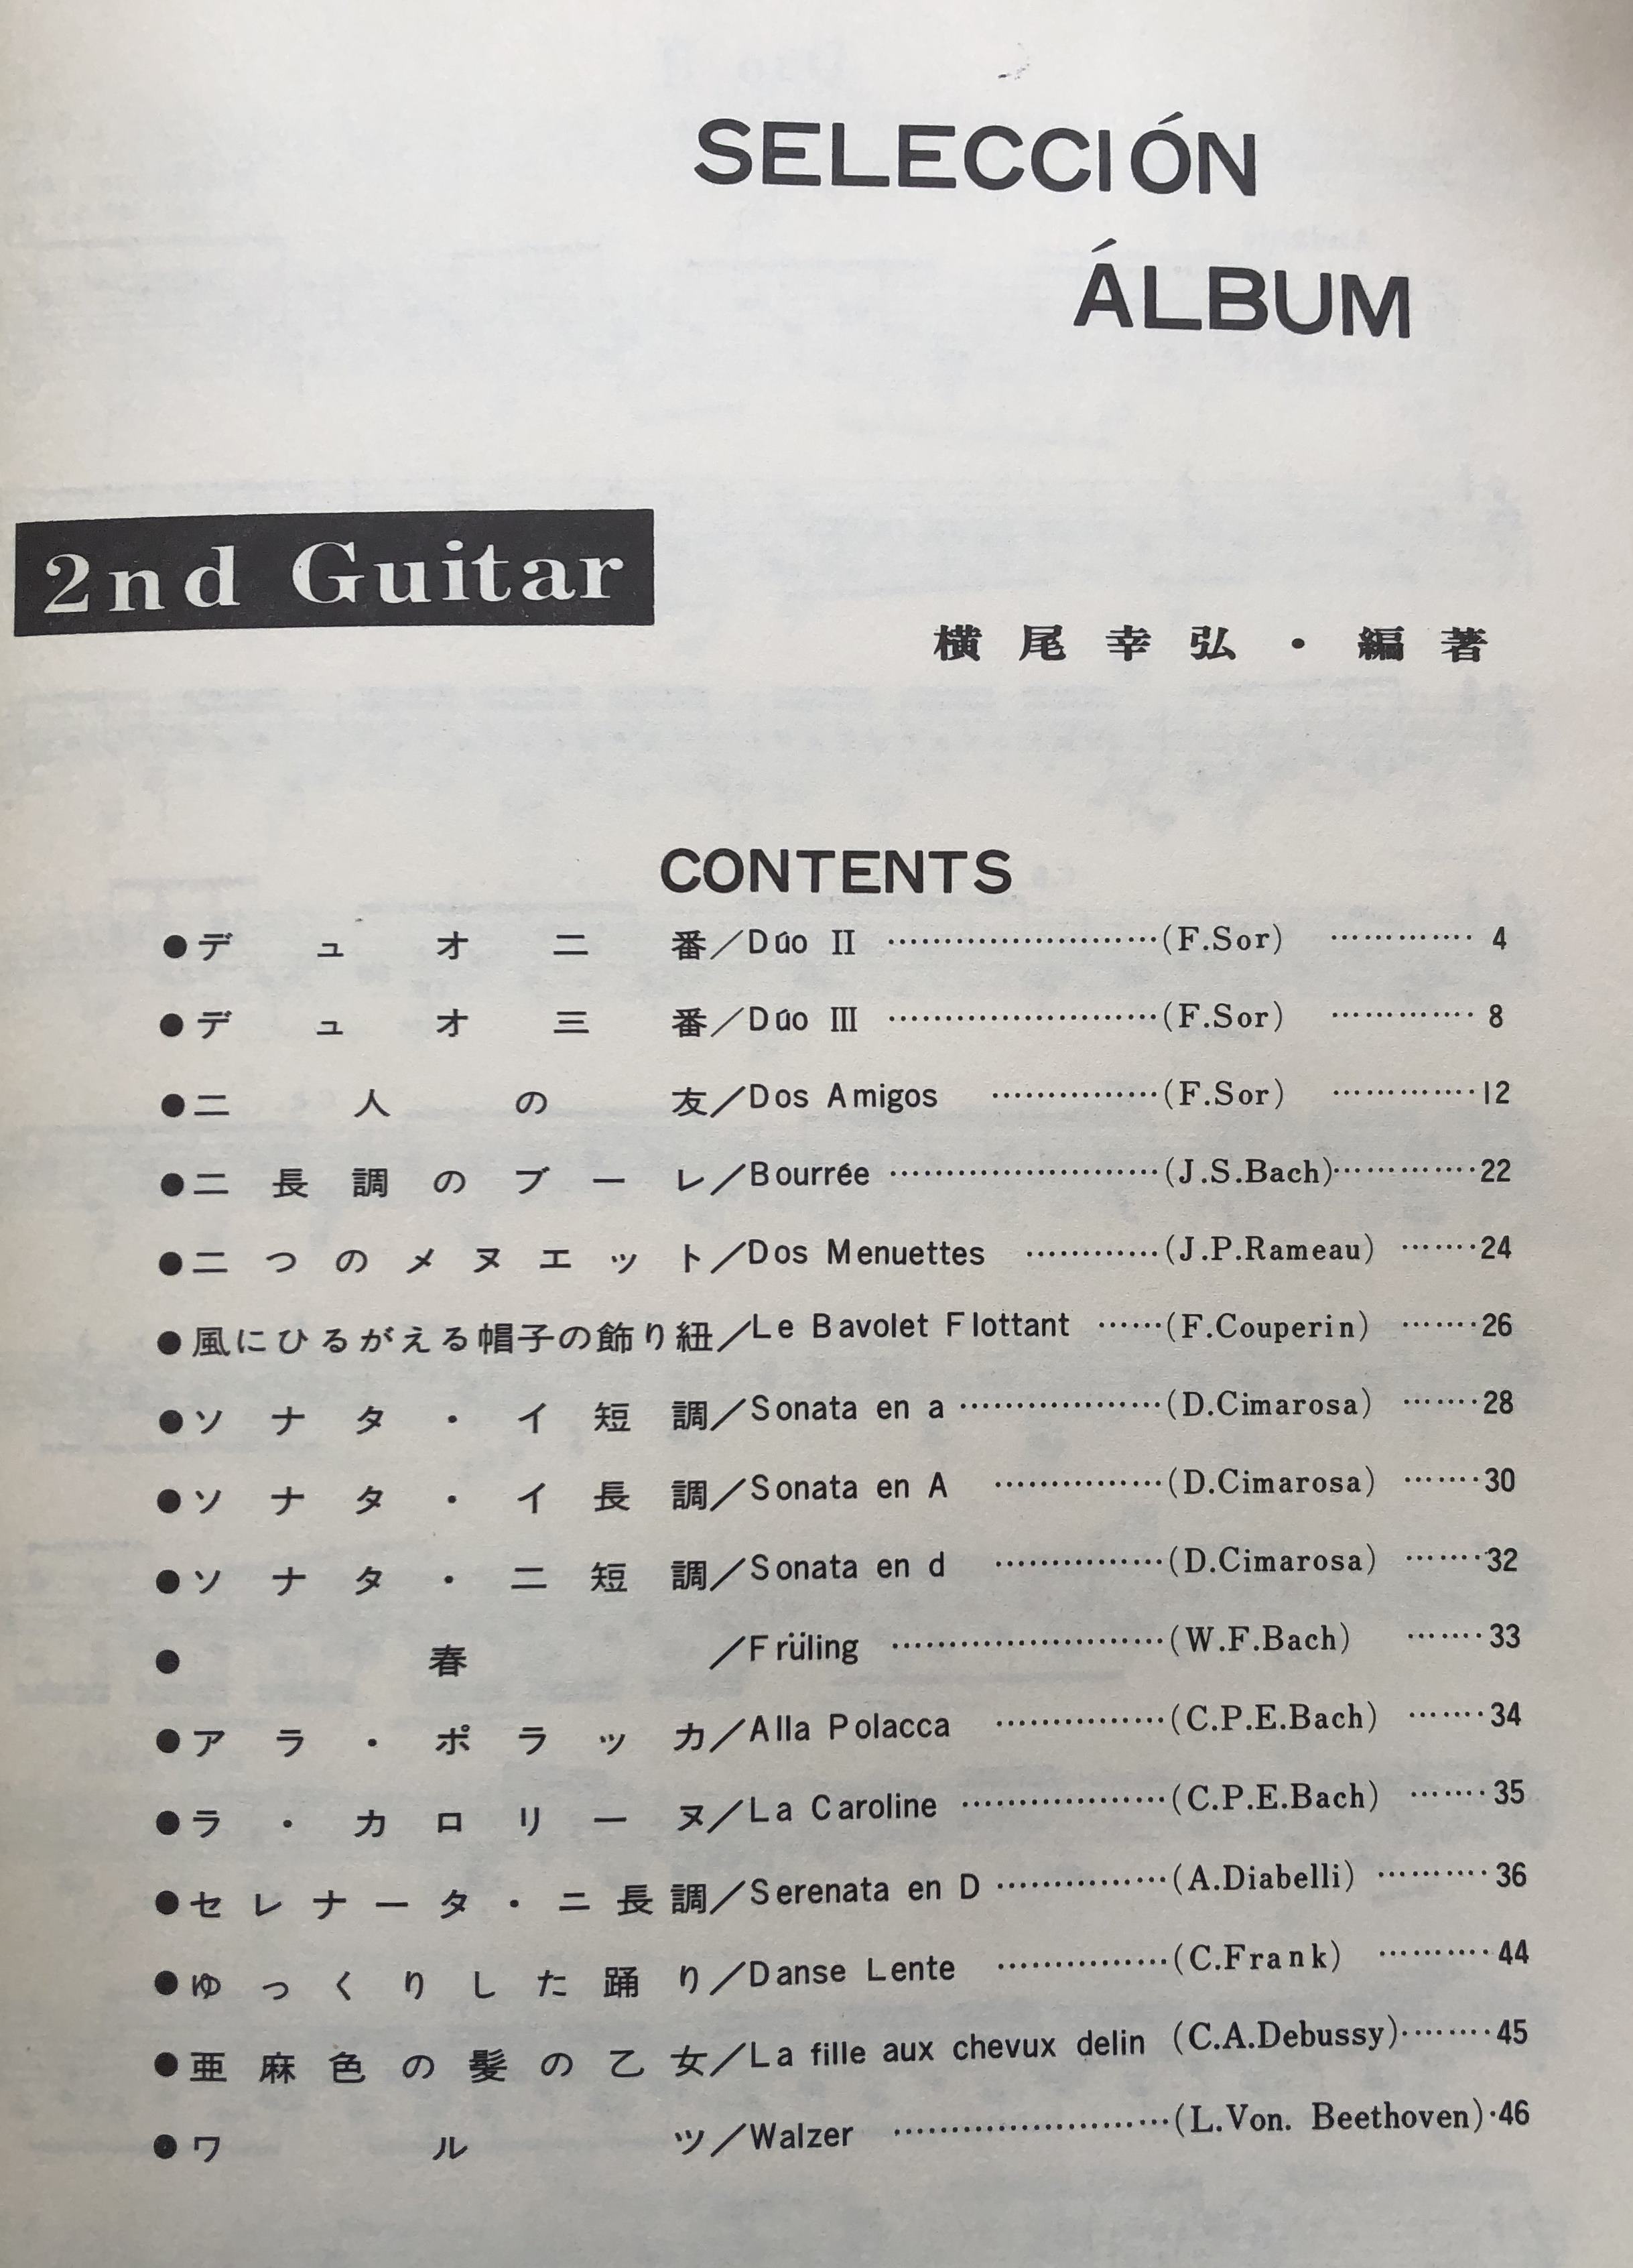 SELECCIÓN
ÁLBUM
2nd Guitar
横尾幸弘・編著
CONTENTS
●デュオ二番／Dúo II ……………………(F.Sor) ………… 4
●デュオ三番／Dúo III ……………………(F.Sor) ………… 8
●二人の友／Dos Amigos ……………(F.Sor) …………12
●ニ長調のブーレ／Bourrée ……………………(J.S.Bach)…………22
●二つのメヌエット／Dos Menuettes …………(J.P.Rameau) ……24
●風にひるがえる帽子の飾り紐／Le Bavolet Flottant ……(F.Couperin) ……26
●ソナタ・イ短調／Sonata en a ………………(D.Cimarosa) ……28
●ソナタ・イ長調／Sonata en A ……………(D.Cimarosa) ……30
●ソナタ・ニ短調／Sonata en d ……………(D.Cimarosa) ……32
●春／Früling ……………………(W.F.Bach) ……33
●アラ・ポラッカ／Alla Polacca ……………(C.P.E.Bach) ……34
●ラ・カロリーヌ／La Caroline ………………(C.P.E.Bach) ……35
●セレナータ・ニ長調／Serenata en D ……………(A.Diabelli) ………36
●ゆっくりした踊り／Danse Lente ……………(C.Frank) ………44
●亜麻色の髪の乙女／La fille aux chevux delin (C.A.Debussy)………45
●ワルツ／Walzer ……………………(L.Von. Beethoven)·46